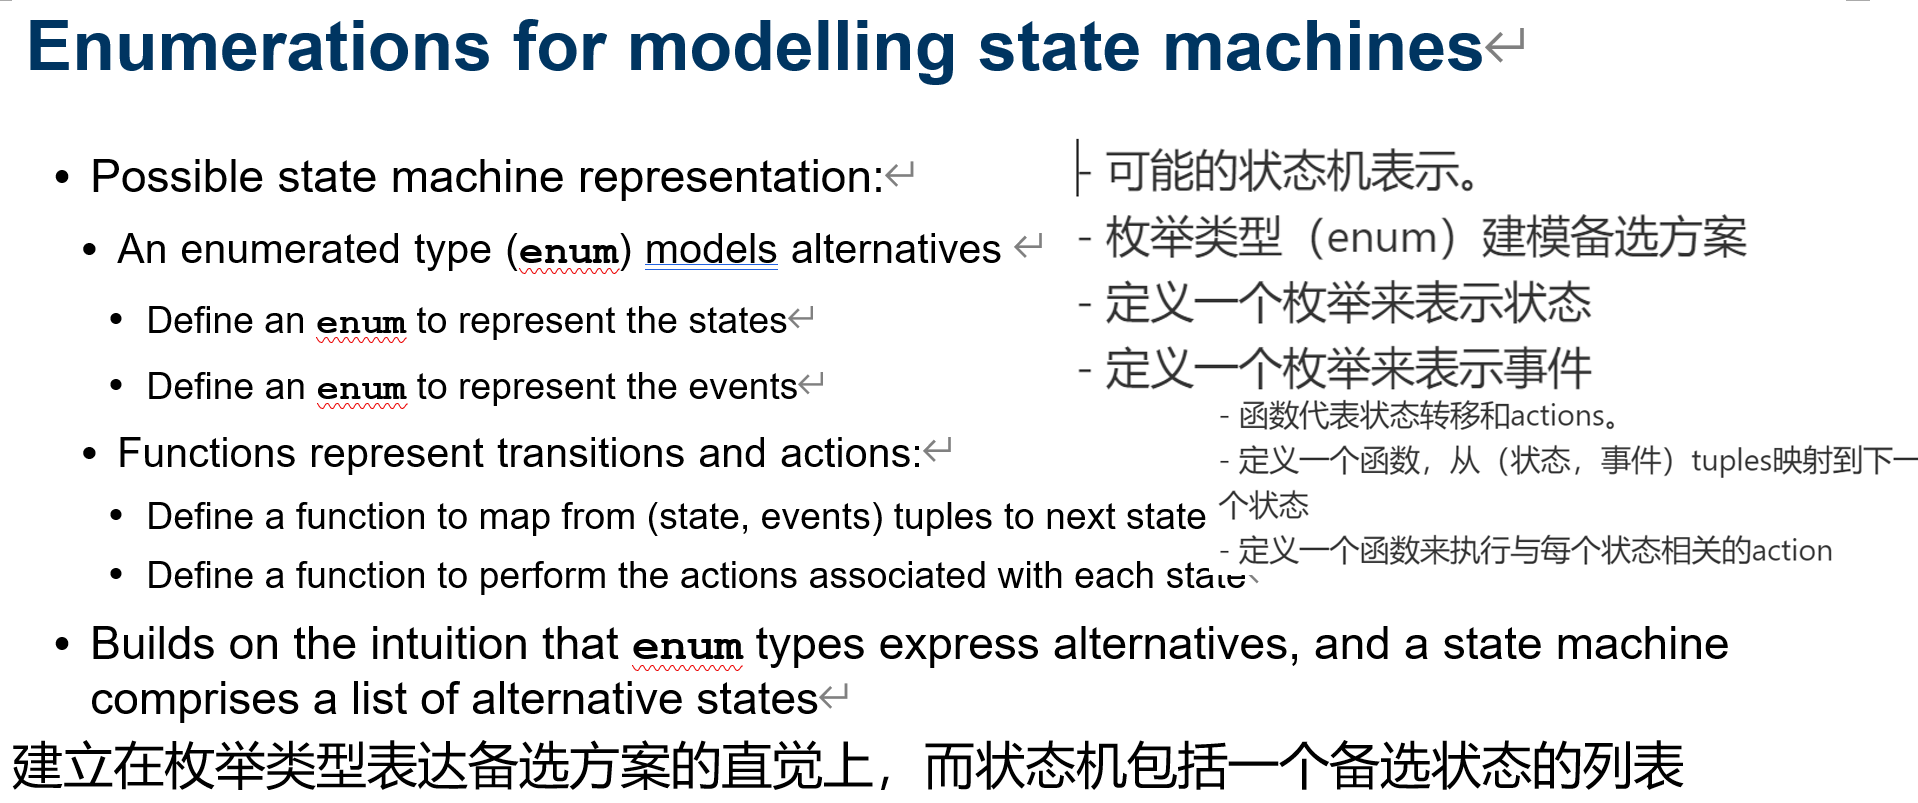 Enumerations for modelling state machines
• Possible state machine representation:
• An enumerated type (enum) models alternatives
• Define an enum to represent the states
• Define an enum to represent the events
• Functions represent transitions and actions:
• Define a function to map from (state, events) tuples to next state
• Define a function to perform the actions associated with each state
- 可能的状态机表示。
- 枚举类型（enum）建模备选方案
- 定义一个枚举来表示状态
- 定义一个枚举来表示事件
- 函数代表状态转移和actions。
- 定义一个函数，从（状态，事件）tuples映射到下一
个状态
- 定义一个函数来执行与每个状态相关的action
• Builds on the intuition that enum types express alternatives, and a state machine
comprises a list of alternative states
建立在枚举类型表达备选方案的直觉上，而状态机包括一个备选状态的列表